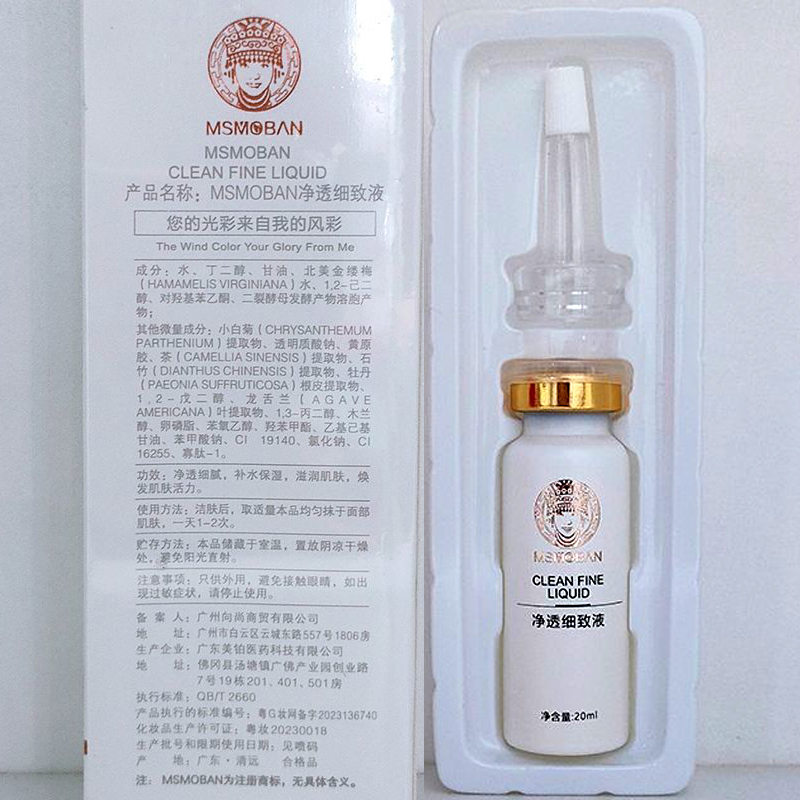 MSMOBAN
MSMOBAN
CLEAN FINE LIQUID
产品名称：MSMOBAN净透细致液
您的光彩来自我的风彩
The Wind Color Your Glory From Me
成分：水、丁二醇、甘油、北美金缕梅
（HAMAMELIS VIRGINIANA）水、1,2-己二
醇、对羟基苯乙酮、二裂酵母发酵产物溶胞产
物；
其他微量成分：小白菊（CHRYSANTHEMUM
PARTHENIUM）提取物、透明质酸钠、黄原
胶、茶（CAMELLIA SINENSIS）提取物、石
竹（DIANTHUS CHINENSIS）提取物、牡丹
（PAEONIA SUFFRUTICOSA）根皮提取物、
1,2-戊二醇、龙舌兰（AGAVE
AMERICANA）叶提取物、1,3-丙二醇、木兰
醇、卵磷脂、苯氧乙醇、羟苯甲酯、乙基己基
甘油、苯甲酸钠、CI 19140、氯化钠、CI
16255、寡肽-1。
功效：净透细腻，补水保湿，滋润肌肤，焕
发肌肤活力。
使用方法：洁肤后，取适量本品均匀抹于面部
肌肤，一天1-2次。
贮存方法：本品储藏于室温，置放阴凉干燥
处，避免阳光直射。
注意事项：只供外用，避免接触眼睛，如出
现过敏症状，请停止使用。
备案人：广州向尚商贸有限公司
地址：广州市白云区云城东路557号1806房
生产企业：广东美铂医药科技有限公司
地址：佛冈县汤塘镇广佛产业园创业路
7号19栋201、401、501房
执行标准：QB/T 2660
产品执行的标准编号：粤G妆网备字2023136740
化妆品生产许可证：粤妆20230018
生产批号和限期使用日期：见喷码
产地：广东·清远 合格品
注：MSMOBAN为注册商标，无具体含义。
MSMOBAN
CLEAN FINE
LIQUID
净透细致液
净含量:20ml